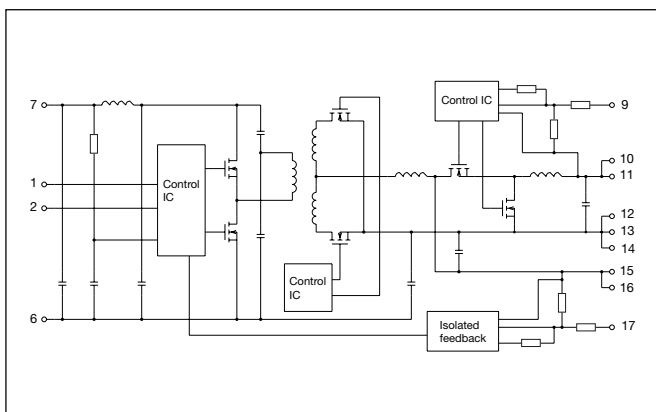 7
1
2
6
Control
IC
Control
IC
Control IC
9
10
11
12
13
14
15
16
Isolated
feedback
17